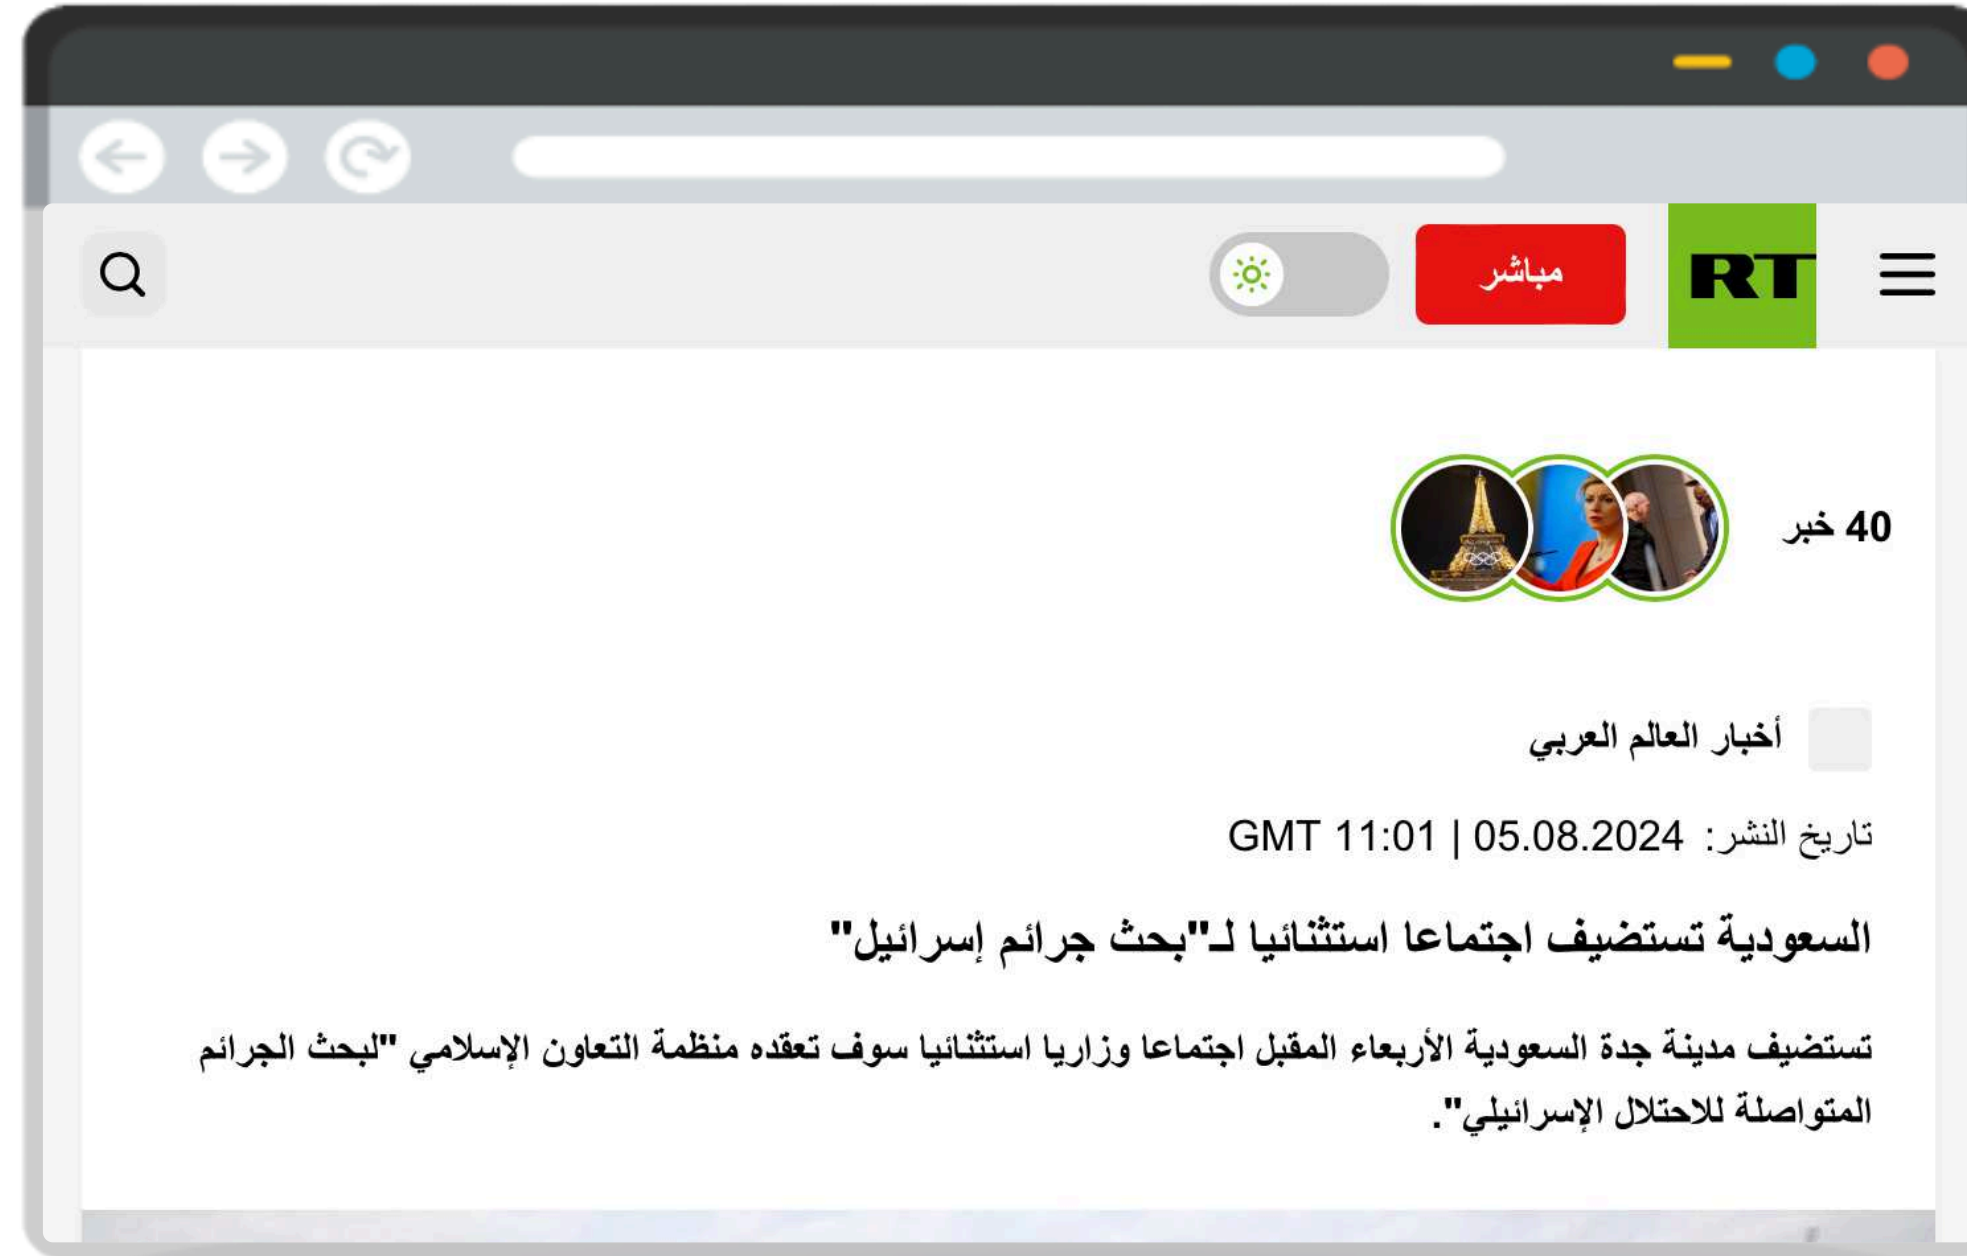 RT
مباشر
40 خبر
أخبار العالم العربي
تاريخ النشر: 05.08.2024 | 11:01 GMT
السعودية تستضيف اجتماعا استثنائيا لـ"بحث جرائم إسرائيل"
تستضيف مدينة جدة السعودية الأربعاء المقبل اجتماعا وزاريا استثنائيا سوف تعقده منظمة التعاون الإسلامي "لبحث الجرائم
المتواصلة للاحتلال الإسرائيلي".